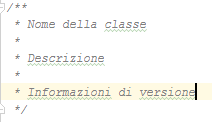 /**
* Nome della classe
*
* Descrizione
*
* Informazioni di versione
*/